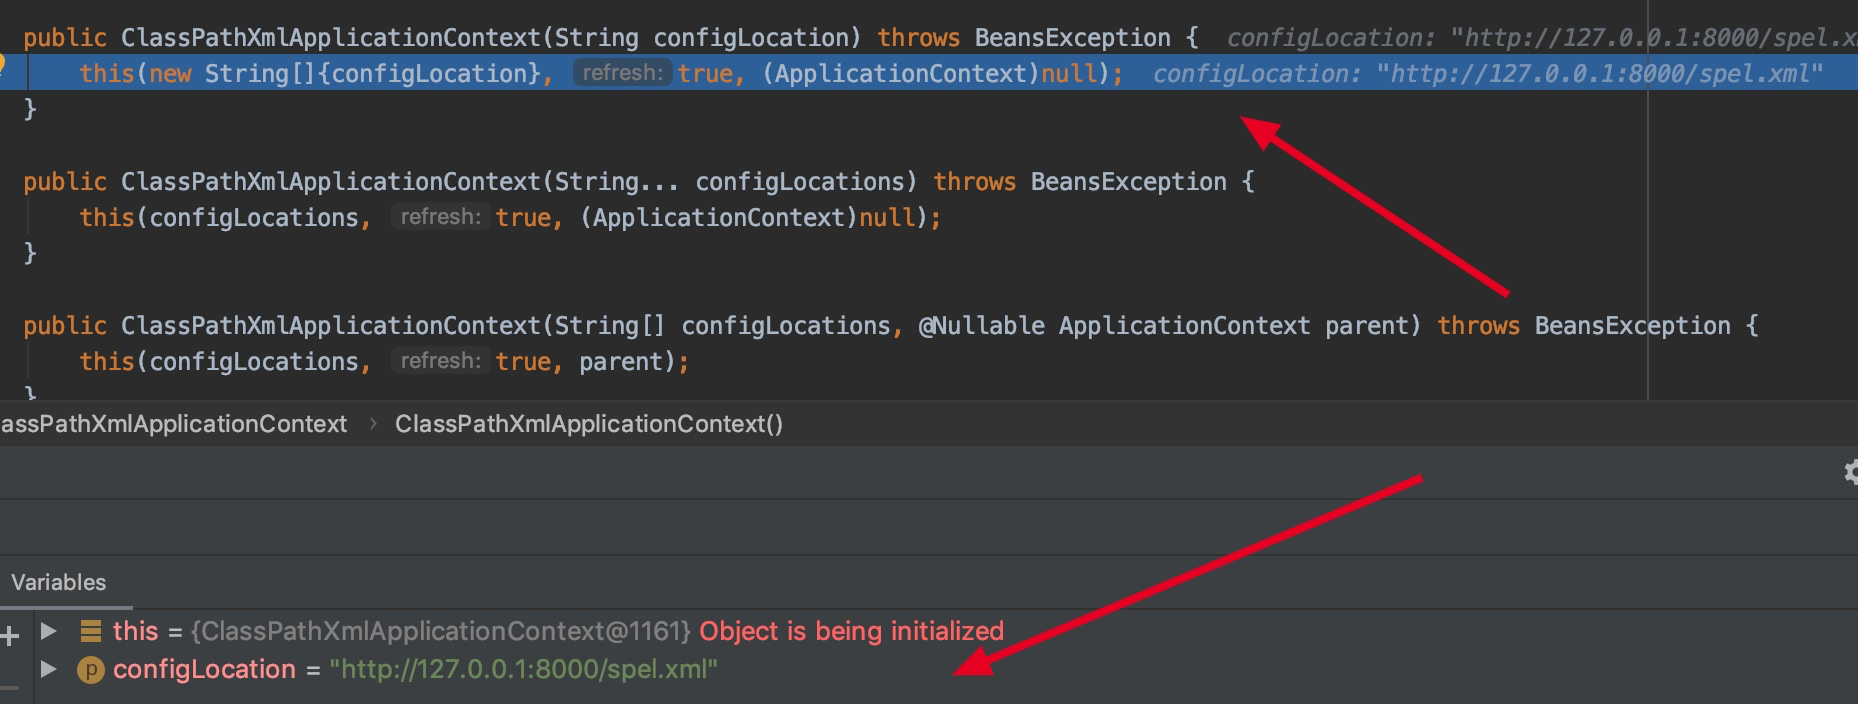 public ClassPathXmlApplicationContext(String configLocation) throws BeansException {  configLocation: "http://127.0.0.1:8000/spel.x
this(new String[]{configLocation}, refresh: true, (ApplicationContext)null);  configLocation: "http://127.0.0.1:8000/spel.xml"
}
public ClassPathXmlApplicationContext(String... configLocations) throws BeansException {
this(configLocations, refresh: true, (ApplicationContext)null);
}
public ClassPathXmlApplicationContext(String[] configLocations, @Nullable ApplicationContext parent) throws BeansException {
this(configLocations, refresh: true, parent);
}
assPathXmlApplicationContext › ClassPathXmlApplicationContext()
Variables
this = {ClassPathXmlApplicationContext@1161} Object is being initialized
p configLocation = "http://127.0.0.1:8000/spel.xml"